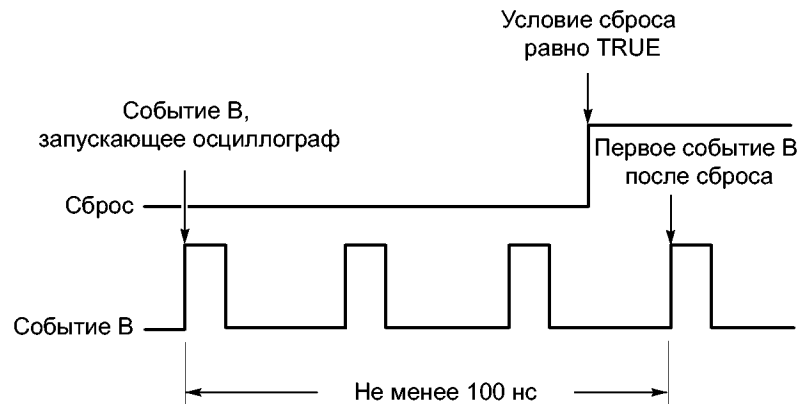 Условие сброса
равно TRUE
Событие В,
запускающее осциллограф
Первое событие В
после сброса
Сброс
Событие В
Не менее 100 нс